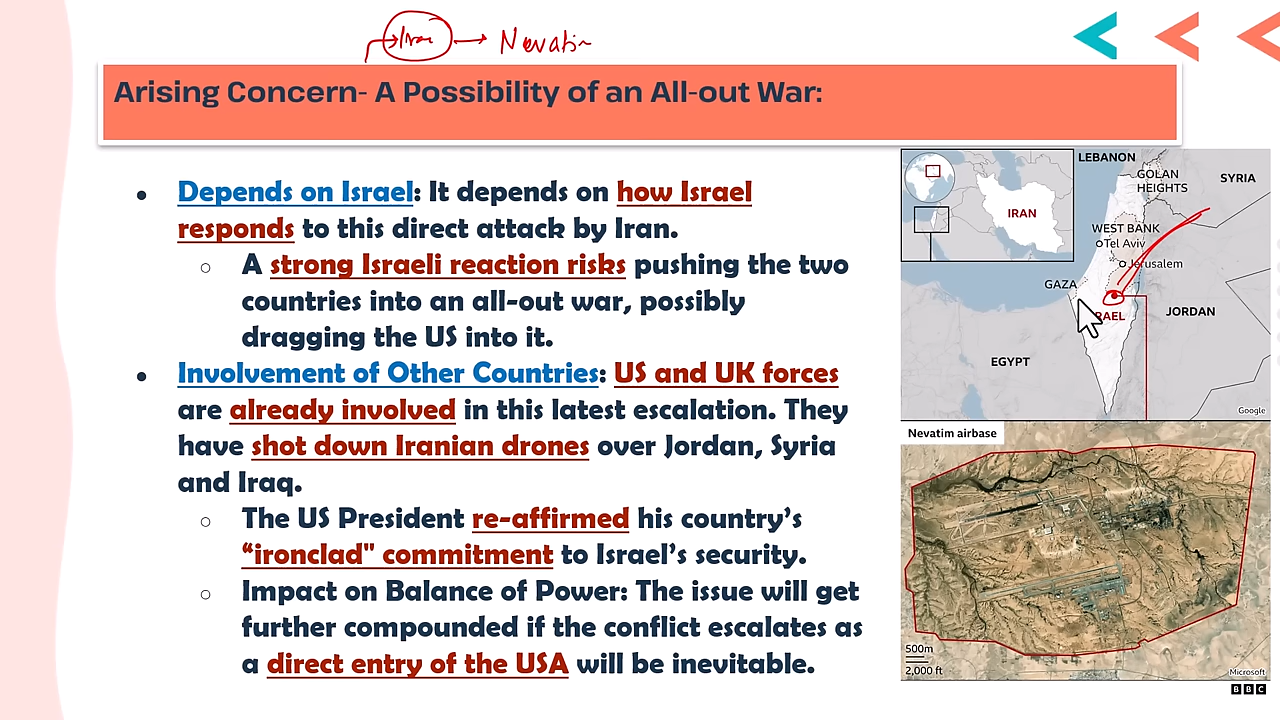 Iran → Nevatim
Arising Concern- A Possibility of an All-out War:
● Depends on Israel: It depends on how Israel
responds to this direct attack by Iran.
○ A strong Israeli reaction risks pushing the two
countries into an all-out war, possibly
dragging the US into it.
● Involvement of Other Countries: US and UK forces
are already involved in this latest escalation. They
have shot down Iranian drones over Jordan, Syria
and Iraq.
○ The US President re-affirmed his country’s
“ironclad" commitment to Israel’s security.
○ Impact on Balance of Power: The issue will get
further compounded if the conflict escalates as
a direct entry of the USA will be inevitable.
LEBANON
GOLAN
HEIGHTS
SYRIA
IRAN
WEST BANK
Tel Aviv
Jerusalem
GAZA
RAEL
JORDAN
EGYPT
Google
Nevatim airbase
500m
2,000 ft
Microsoft
BBC